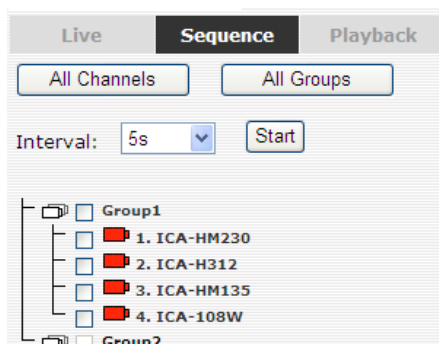 Live Sequence Playback
All Channels All Groups
Interval: 5s Start
Group1
1. ICA-HM230
2. ICA-H312
3. ICA-HM135
4. ICA-108W
Group2